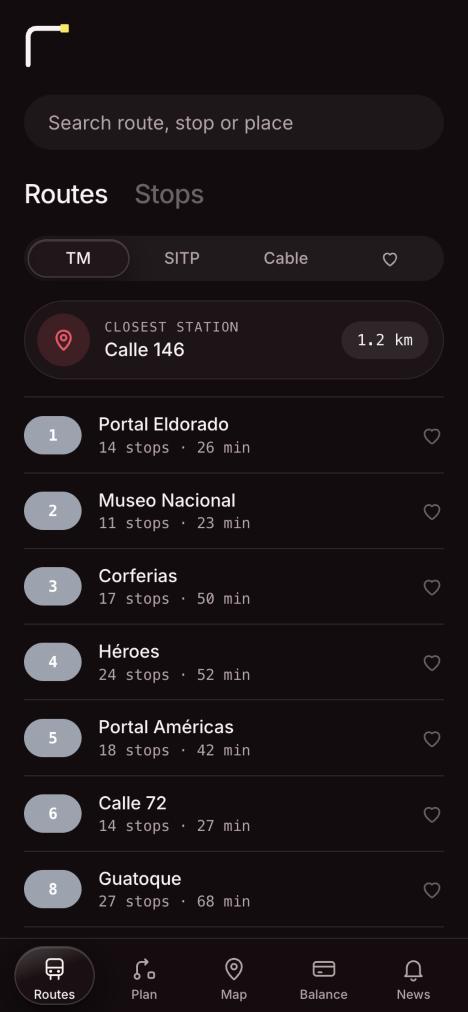 Search route, stop or place
Routes Stops
TM SITP Cable
CLOSEST STATION
Calle 146
1.2 km
1
Portal Eldorado
14 stops · 26 min
2
Museo Nacional
11 stops · 23 min
3
Corferias
17 stops · 50 min
4
Héroes
24 stops · 52 min
5
Portal Américas
18 stops · 42 min
6
Calle 72
14 stops · 27 min
8
Guatoque
27 stops · 68 min
Routes Plan Map Balance News